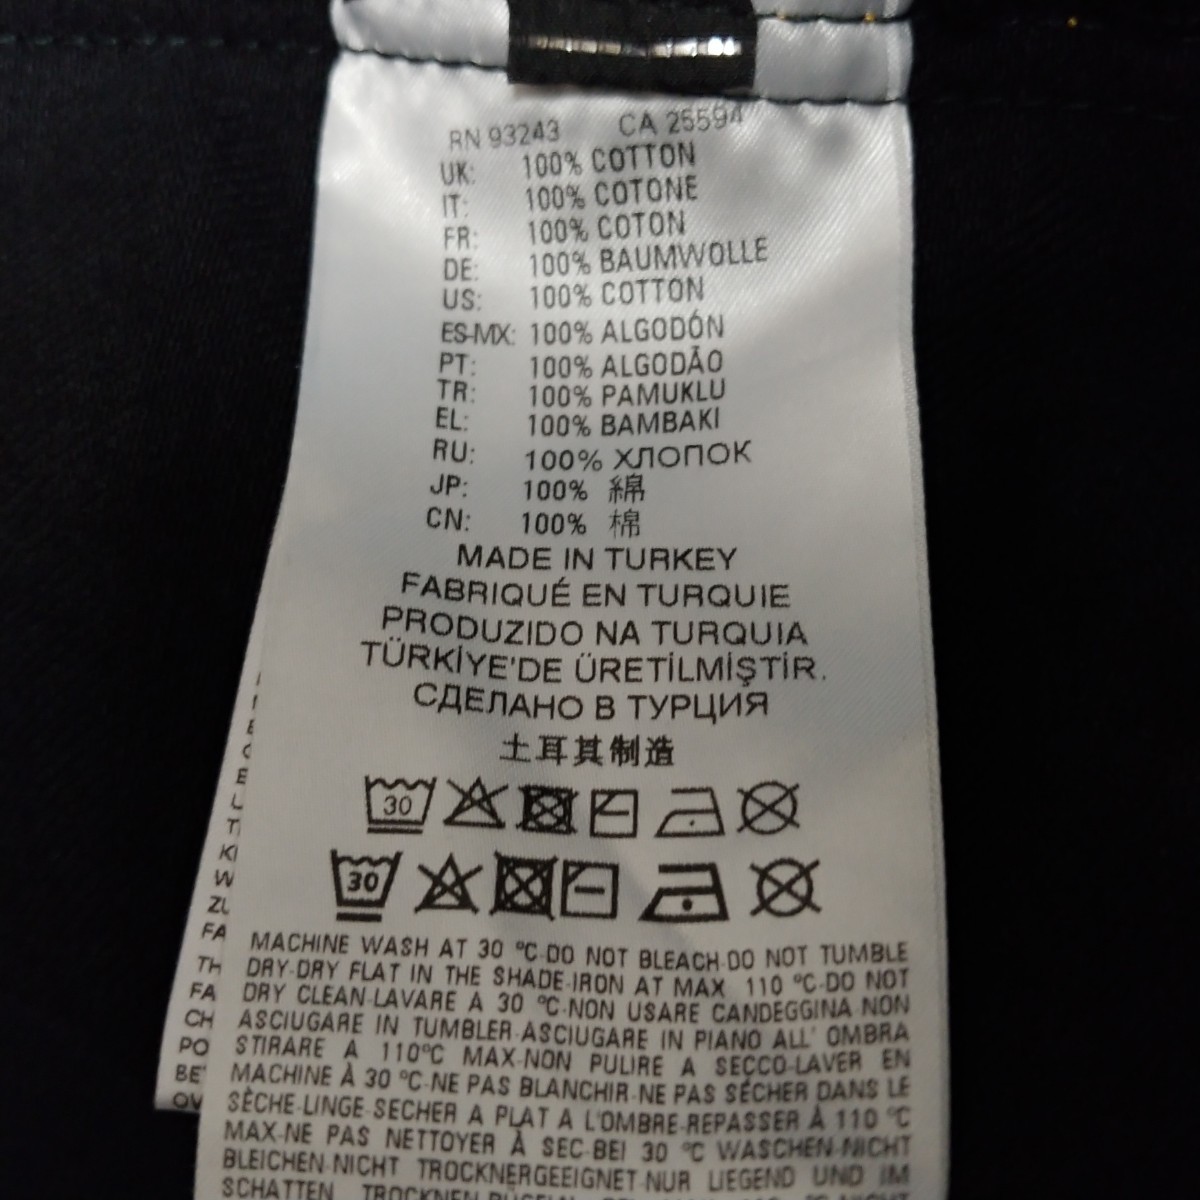 RN 93243 CA 25594
UK: 100% COTTON
IT: 100% COTONE
FR: 100% COTON
DE: 100% BAUMWOLLE
US: 100% COTTON
ES-MX: 100% ALGODÓN
PT: 100% ALGODÃO
TR: 100% PAMUKLU
EL: 100% BAMBAKI
RU: 100% ХЛОПОК
JP: 100% 綿
CN: 100% 棉
MADE IN TURKEY
FABRIQUÉ EN TURQUIE
PRODUZIDO NA TURQUIA
TÜRKİYE'DE ÜRETİLMİŞTİR.
СДЕЛАНО В ТУРЦИЯ
土耳其制造
30
30
MACHINE WASH AT 30 °C-DO NOT BLEACH-DO NOT TUMBLE
DRY-DRY FLAT IN THE SHADE-IRON AT MAX 110 °C-DO NOT
DRY CLEAN-LAVARE A 30 °C-NON USARE CANDEGGINA-NON
ASCIUGARE IN TUMBLER-ASCIUGARE IN PIANO ALL' OMBRA
STIRARE A 110°C MAX-NON PULIRE A SECCO-LAVER EN
MACHINE À 30 °C-NE PAS BLANCHIR-NE PAS SÉCHER DANS LE
SÈCHE-LINGE-SECHER A PLAT A L'OMBRE-REPASSER À 110 °C
MAX-NE PAS NETTOYER À SEC-BEI 30 °C WASCHEN-NICHT
BLEICHEN-NICHT TROCKNERGEEIGNET-NUR LIEGEND UND IM
SCHATTEN TROCKNEN-BÜGELN
TH
FA
CH
PO